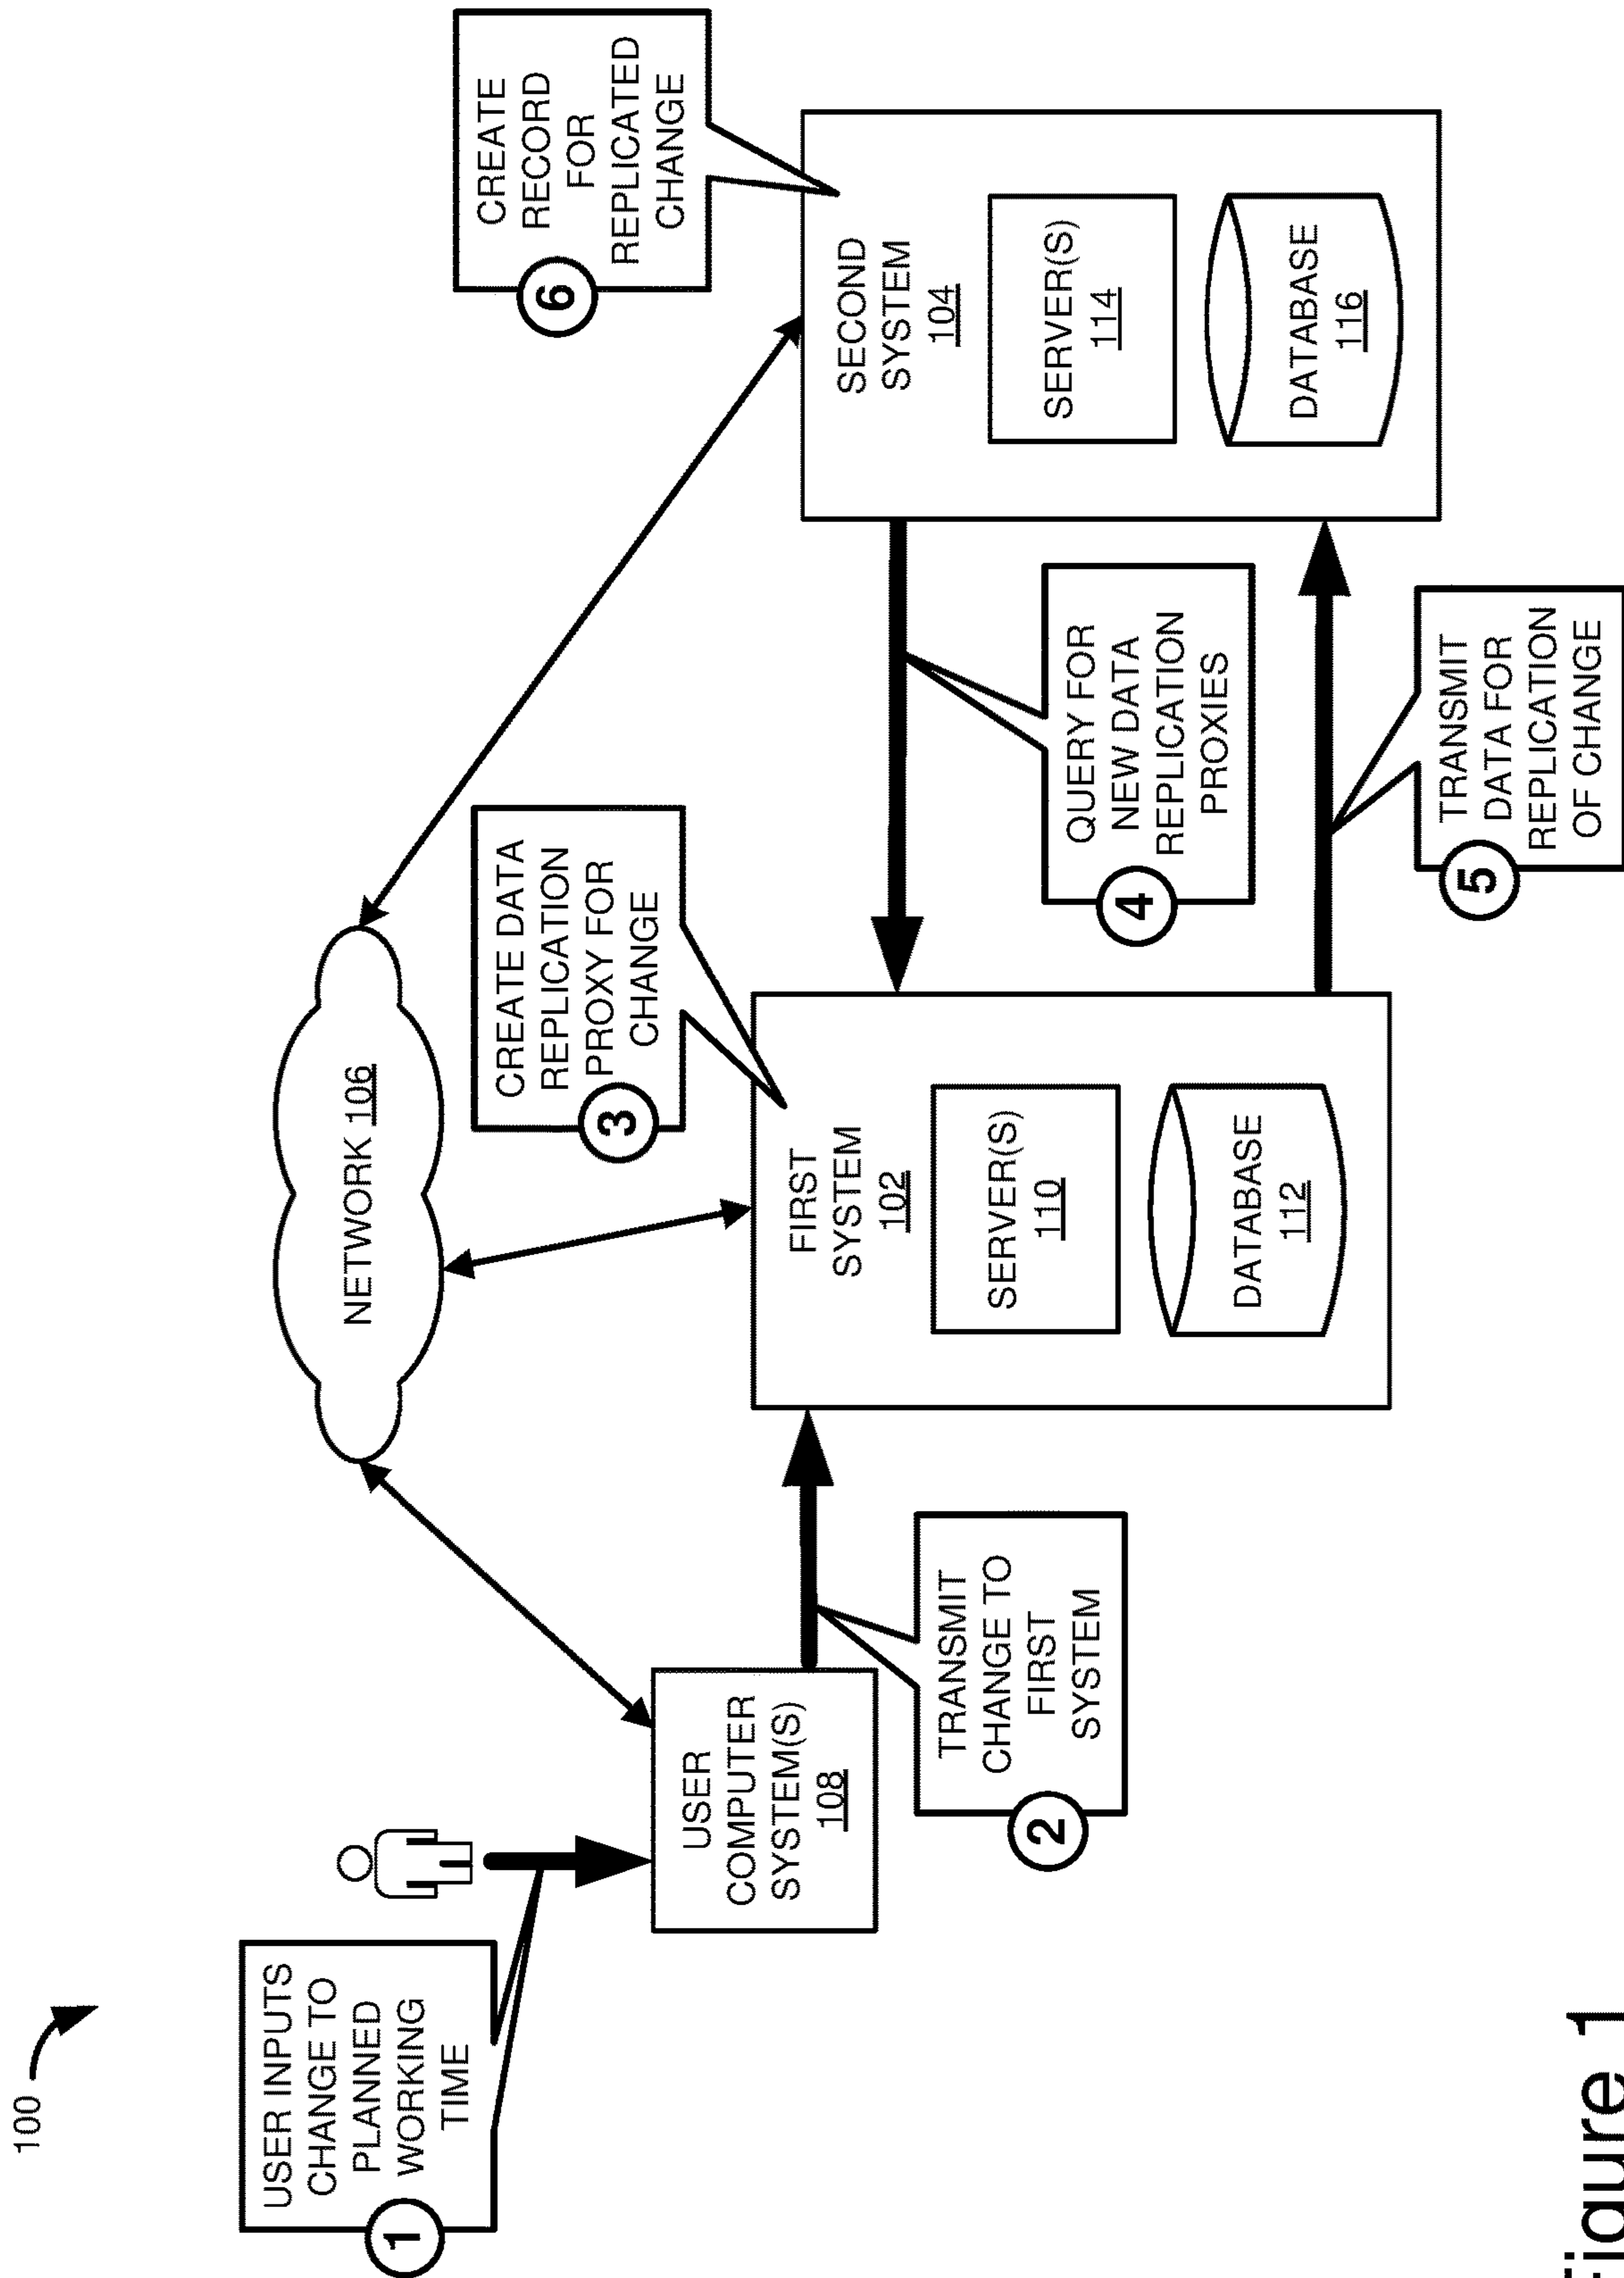 100
1
USER INPUTS
CHANGE TO
PLANNED
WORKING
TIME
NETWORK 106
6
CREATE
RECORD
FOR
REPLICATED
CHANGE
3
CREATE DATA
REPLICATION
PROXY FOR
CHANGE
USER
COMPUTER
SYSTEM(S)
108
2
TRANSMIT
CHANGE TO
FIRST
SYSTEM
FIRST
SYSTEM
102
SERVER(S)
110
DATABASE
112
4
QUERY FOR
NEW DATA
REPLICATION
PROXIES
5
TRANSMIT
DATA FOR
REPLICATION
OF CHANGE
SECOND
SYSTEM
104
SERVER(S)
114
DATABASE
116
Figure 1